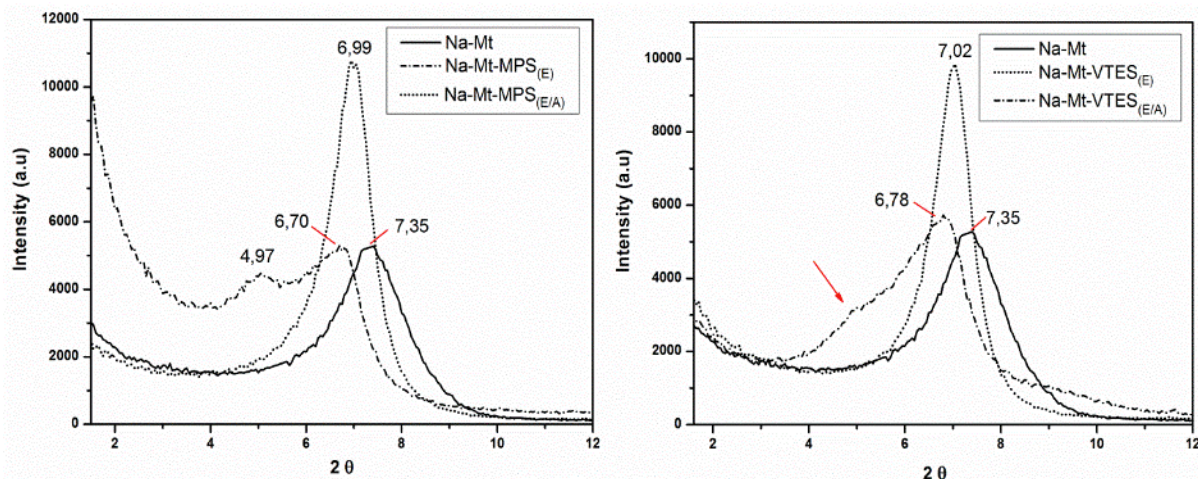 12000
10000
8000
6000
4000
2000
0
Intensity (a.u)
2 4 6 8 10 12
2 θ
6,99
6,70
7,35
4,97
Na-Mt
Na-Mt-MPS(E)
Na-Mt-MPS(E/A)
10000
8000
6000
4000
2000
0
Intensity (a.u)
2 4 6 8 10 12
2 θ
7,02
6,78
7,35
Na-Mt
Na-Mt-VTES(E)
Na-Mt-VTES(E/A)